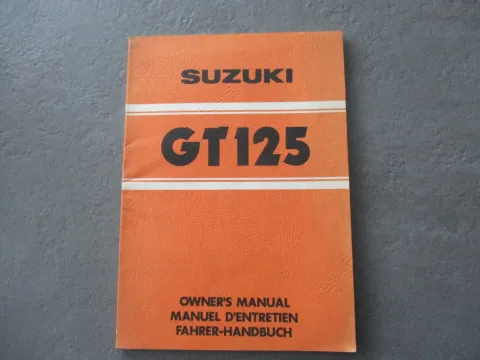 SUZUKI
GT125
OWNER'S MANUAL
MANUEL D'ENTRETIEN
FAHRER-HANDBUCH